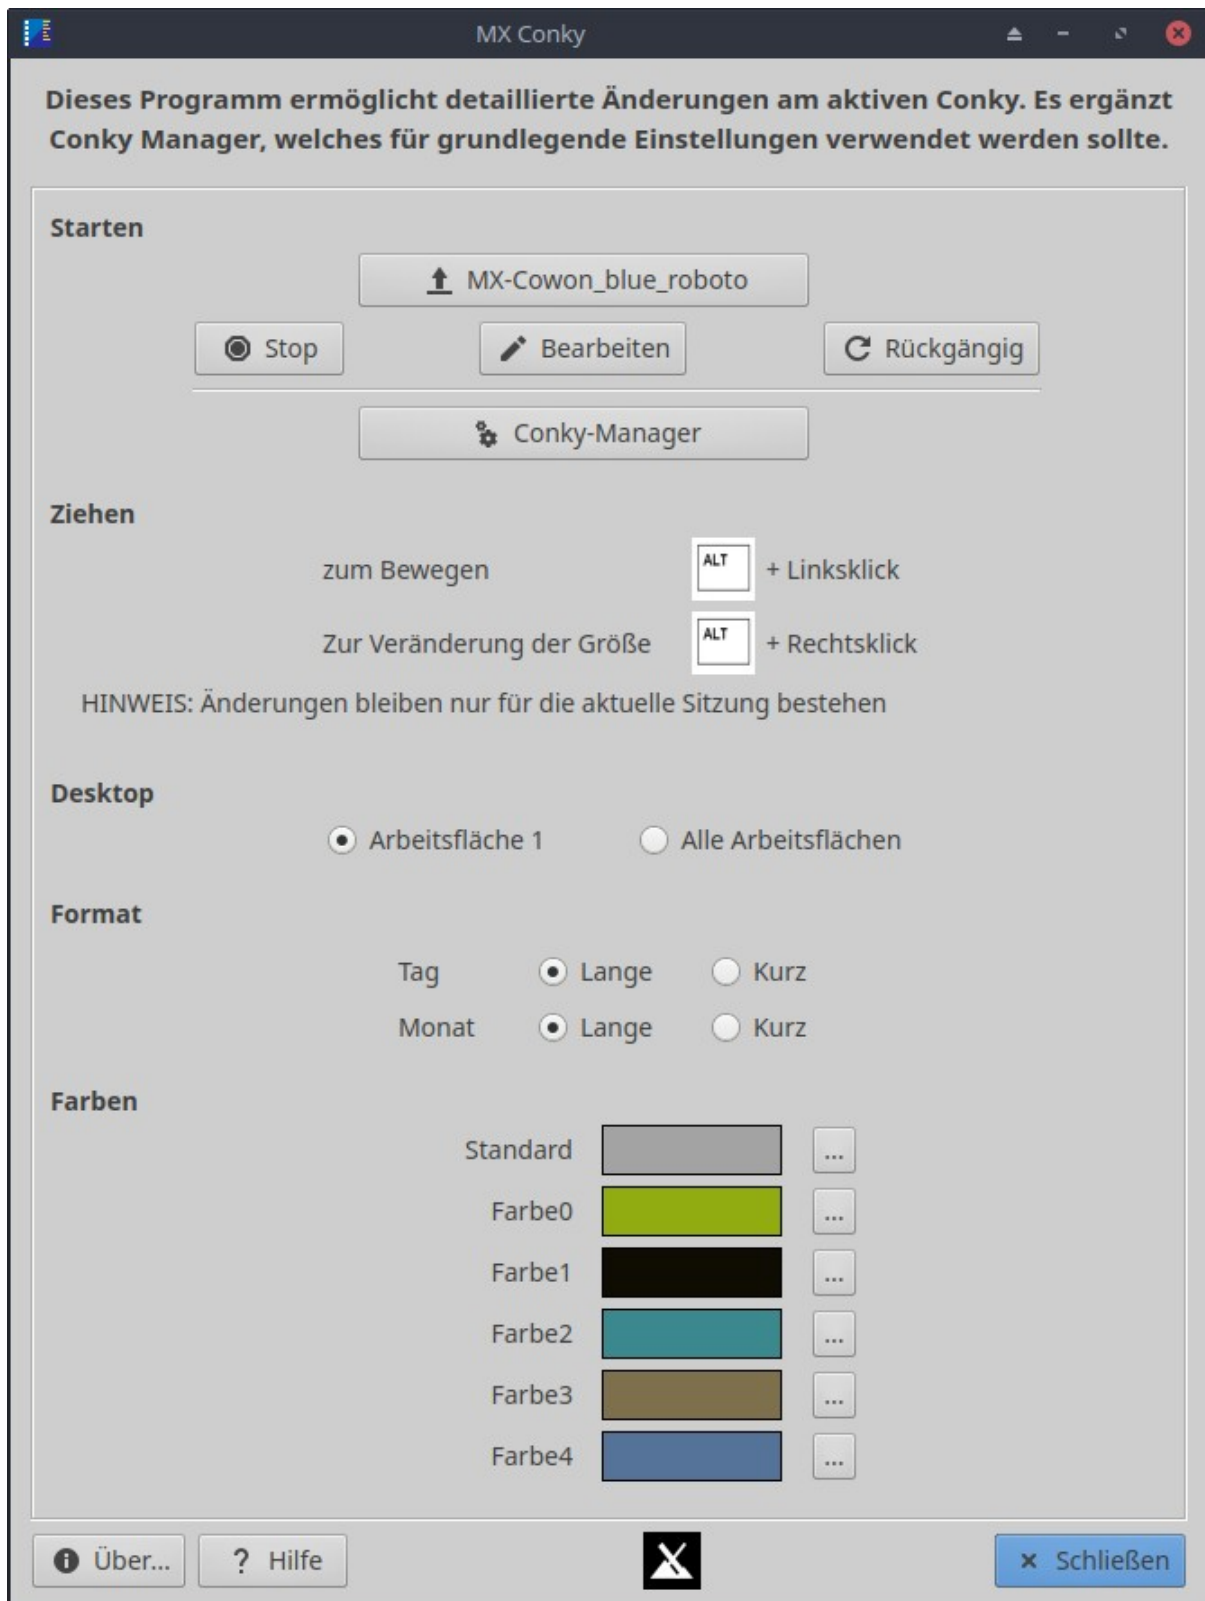 MX Conky
Dieses Programm ermöglicht detaillierte Änderungen am aktiven Conky. Es ergänzt
Conky Manager, welches für grundlegende Einstellungen verwendet werden sollte.
Starten
MX-Cowon_blue_roboto
Stop Bearbeiten Rückgängig
Conky-Manager
Ziehen
zum Bewegen ALT + Linksklick
Zur Veränderung der Größe ALT + Rechtsklick
HINWEIS: Änderungen bleiben nur für die aktuelle Sitzung bestehen
Desktop
Arbeitsfläche 1 Alle Arbeitsflächen
Format
Tag Lange Kurz
Monat Lange Kurz
Farben
Standard ...
Farbe0 ...
Farbe1 ...
Farbe2 ...
Farbe3 ...
Farbe4 ...
Über... ? Hilfe × Schließen